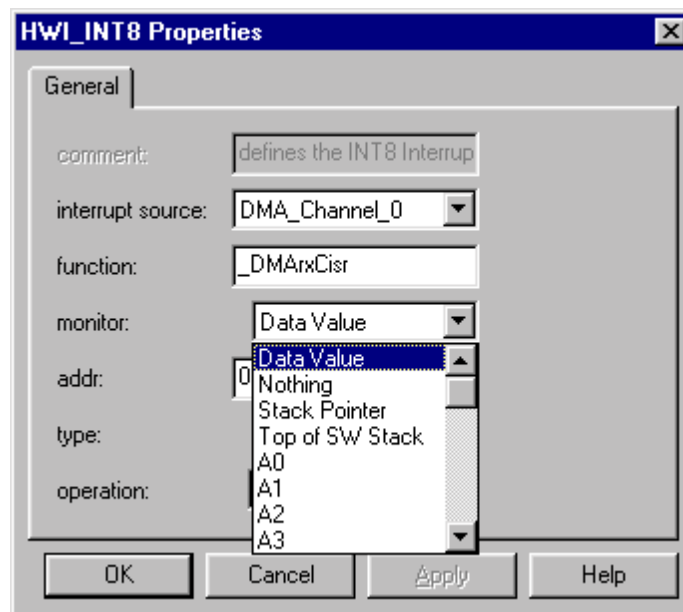 HWI_INT8 Properties
General
comment: defines the INT8 Interrup
interrupt source: DMA_Channel_0
function: _DMArxCisr
monitor: Data Value
Data Value
addr: 0
Nothing
Stack Pointer
type: Top of SW Stack
A0
operation: A1
A2
A3
OK Cancel Apply Help